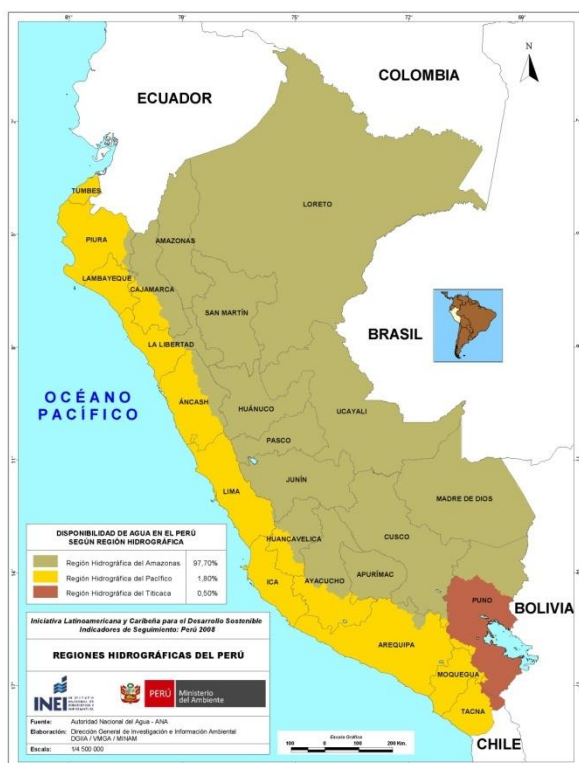 81
78
75
72
69
N
COLOMBIA
ECUADOR
TUMBES
LORETO
PIURA
AMAZONAS
LAMBAYEQUE
CAJAMARCA
SAN MARTÍN
BRASIL
LA LIBERTAD
OCÉANO
PACÍFICO
ÁNCASH
HUÁNUCO
UCAYALI
PASCO
JUNÍN
LIMA
MADRE DE DIOS
HUANCAVELICA
CUSCO
ICA
AYACUCHO
APURÍMAC
PUNO
BOLIVIA
AREQUIPA
MOQUEGUA
TACNA
CHILE
DISPONIBILIDAD DE AGUA EN EL PERÚ
SEGÚN REGIÓN HIDROGRÁFICA
Región Hidrográfica del Amazonas 97,70%
Región Hidrográfica del Pacífico 1,80%
Región Hidrográfica del Titicaca 0,50%
Iniciativa Latinoamericana y Caribeña para el Desarrollo Sostenible
Indicadores de Seguimiento: Perú 2008
REGIONES HIDROGRÁFICAS DEL PERÚ
INEI
PERÚ
Ministerio
del Ambiente
Fuente: Autoridad Nacional del Agua - ANA
Elaboración: Dirección General de Investigación e Información Ambiental
DGIIA / VMGA / MINAM
Escala: 1/4 500 000
Escala Gráfica
100 0 100 200 Km.